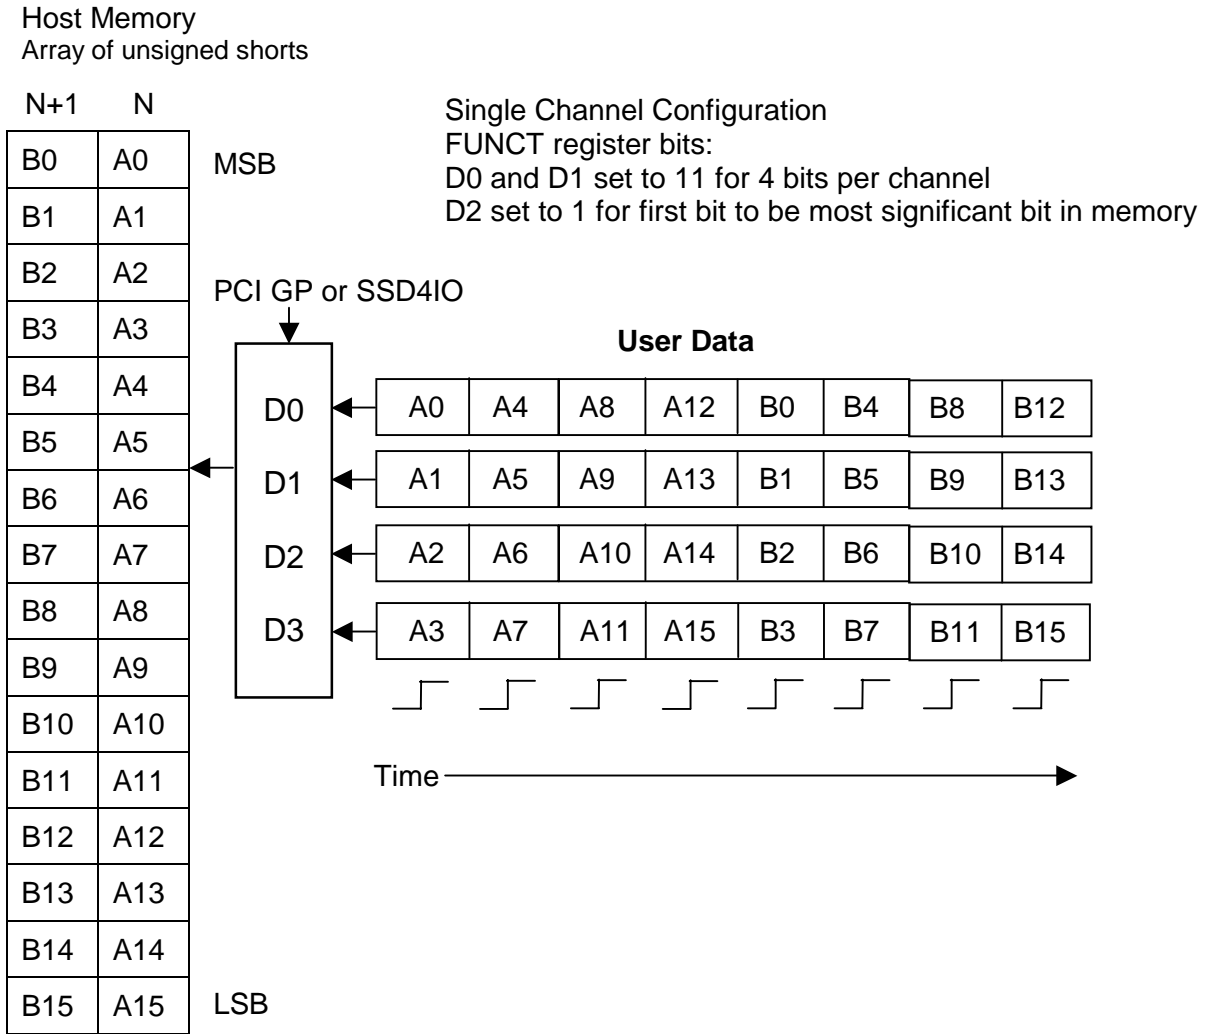 Host Memory
Array of unsigned shorts
N+1 N
Single Channel Configuration
FUNCT register bits:
D0 and D1 set to 11 for 4 bits per channel
D2 set to 1 for first bit to be most significant bit in memory
B0 A0 MSB
B1 A1
B2 A2
B3 A3
B4 A4
B5 A5
B6 A6
B7 A7
B8 A8
B9 A9
B10 A10
B11 A11
B12 A12
B13 A13
B14 A14
B15 A15 LSB
PCI GP or SSD4IO
User Data
D0 A0 A4 A8 A12 B0 B4 B8 B12
D1 A1 A5 A9 A13 B1 B5 B9 B13
D2 A2 A6 A10 A14 B2 B6 B10 B14
D3 A3 A7 A11 A15 B3 B7 B11 B15
Time